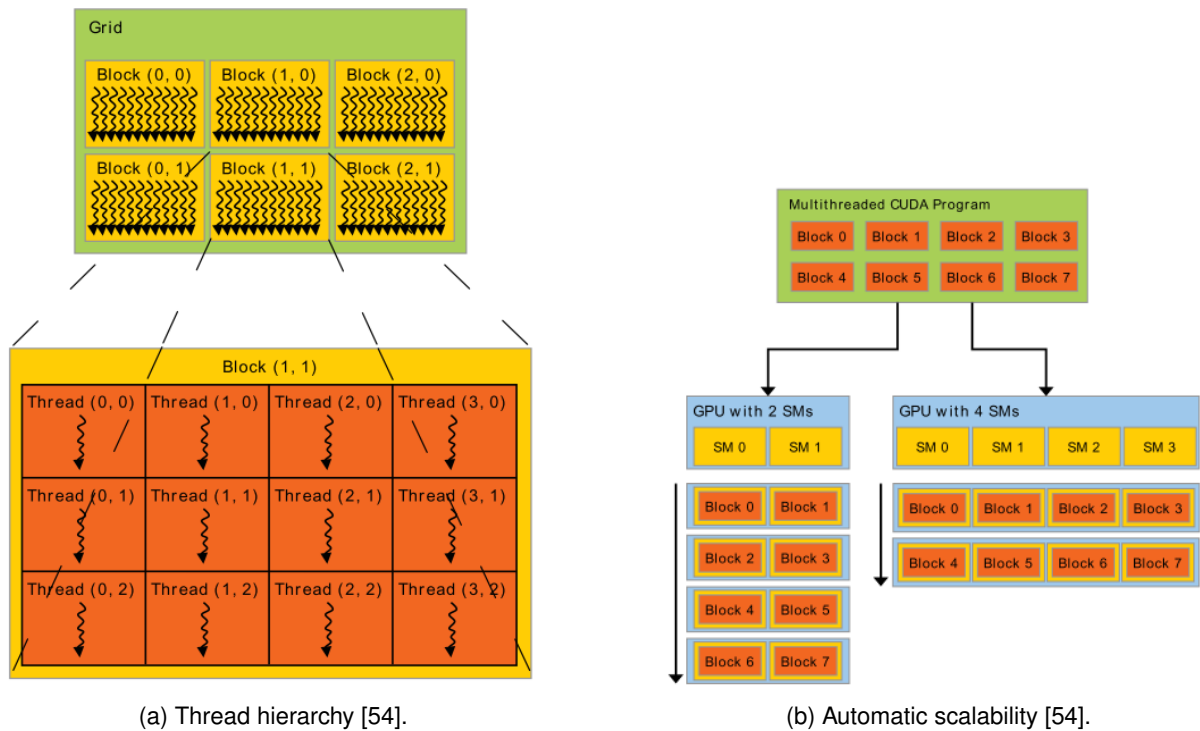 Grid
Block (0, 0) Block (1, 0) Block (2, 0)
Block (0, 1) Block (1, 1) Block (2, 1)
Block (1, 1)
Thread (0, 0) Thread (1, 0) Thread (2, 0) Thread (3, 0)
Thread (0, 1) Thread (1, 1) Thread (2, 1) Thread (3, 1)
Thread (0, 2) Thread (1, 2) Thread (2, 2) Thread (3, 2)
(a) Thread hierarchy [54].
Multithreaded CUDA Program
Block 0 Block 1 Block 2 Block 3
Block 4 Block 5 Block 6 Block 7
GPU with 2 SMs
SM 0 SM 1
Block 0 Block 1
Block 2 Block 3
Block 4 Block 5
Block 6 Block 7
GPU with 4 SMs
SM 0 SM 1 SM 2 SM 3
Block 0 Block 1 Block 2 Block 3
Block 4 Block 5 Block 6 Block 7
(b) Automatic scalability [54].